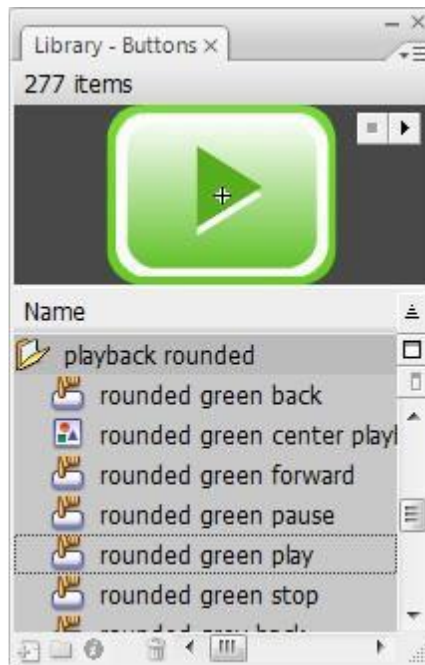 Library - Buttons
277 items
Name
playback rounded
rounded green back
rounded green center playl
rounded green forward
rounded green pause
rounded green play
rounded green stop